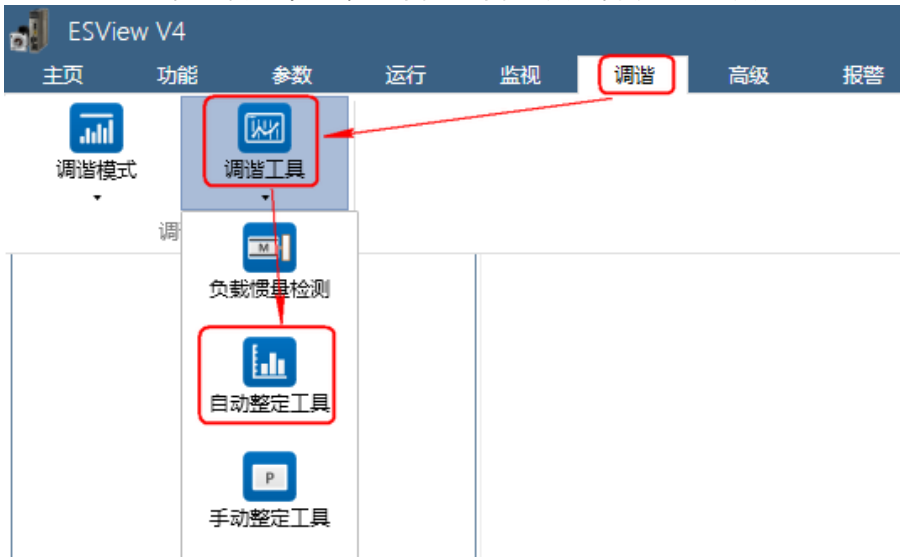 ESView V4
主页 功能 参数 运行 监视 调谐 高级 报警
调谐模式 调谐工具
调
M
负载惯量检测
自动整定工具
P
手动整定工具